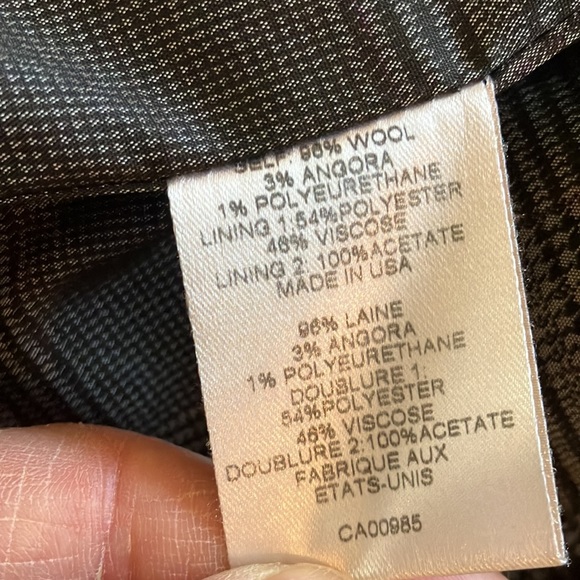 SELF: 96% WOOL
3% ANGORA
1% POLYEURETHANE
LINING 1:54%POLYESTER
46% VISCOSE
LINING 2: 100%ACETATE
MADE IN USA
96% LAINE
3% ANGORA
1% POLYEURETHANE
DOUBLURE 1:
54%POLYESTER
46% VISCOSE
DOUBLURE 2:100%ACETATE
FABRIQUE AUX
ETATS-UNIS
CA00985